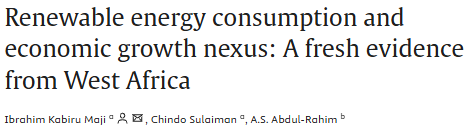 Renewable energy consumption and
economic growth nexus: A fresh evidence
from West Africa
Ibrahim Kabiru Maji a, Chindo Sulaiman a, A.S. Abdul-Rahim b